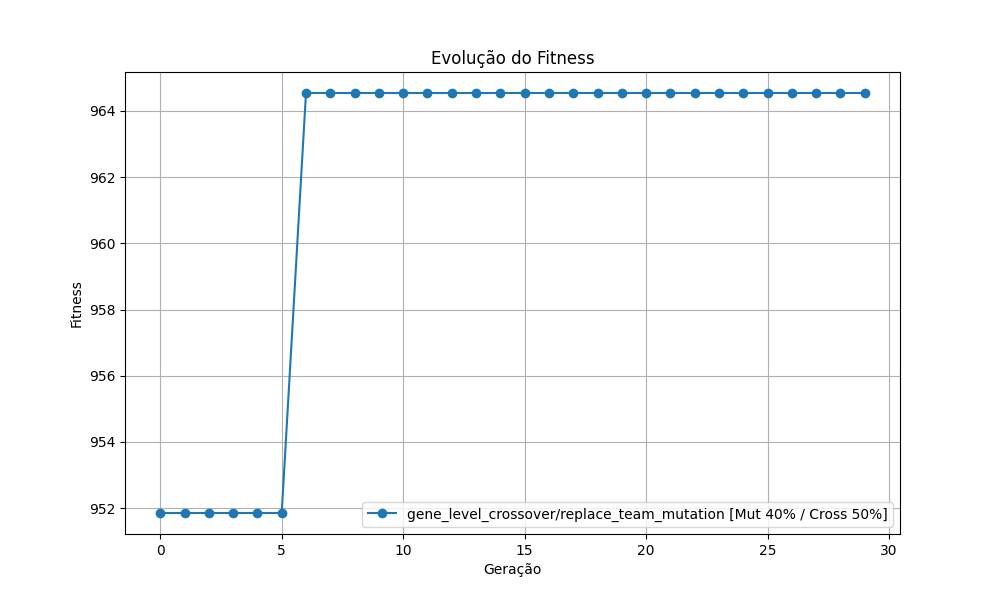 Evolução do Fitness
Fitness
964
962
960
958
956
954
952
gene_level_crossover/replace_team_mutation [Mut 40% / Cross 50%]
0 5 10 15 20 25 30
Geração